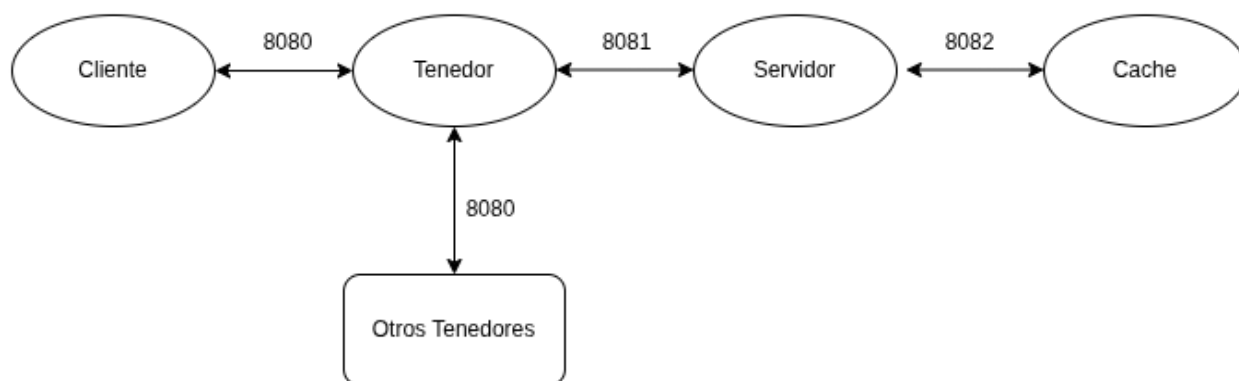 8080
8081
8082
Cliente
Tenedor
Servidor
Cache
8080
Otros Tenedores